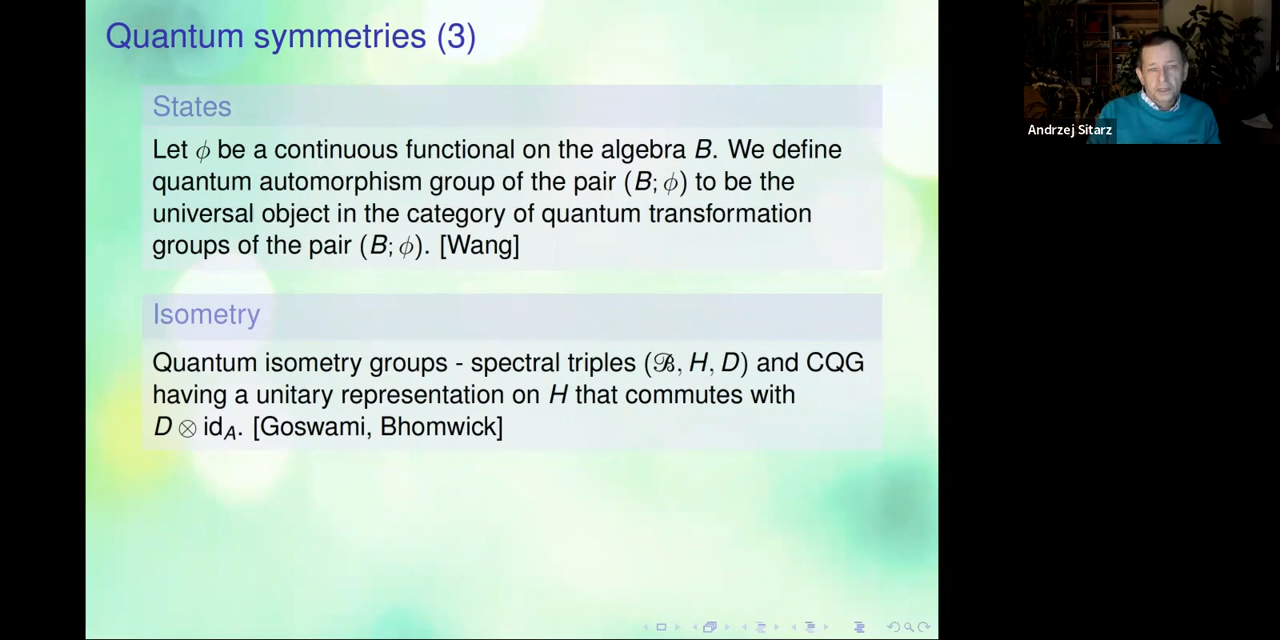 Quantum symmetries (3)
States
Let ϕ be a continuous functional on the algebra B. We define
quantum automorphism group of the pair (B; ϕ) to be the
universal object in the category of quantum transformation
groups of the pair (B; ϕ). [Wang]
Isometry
Quantum isometry groups - spectral triples (ℬ, H, D) and CQG
having a unitary representation on H that commutes with
D ⊗ id_A. [Goswami, Bhomwick]
Andrzej Sitarz